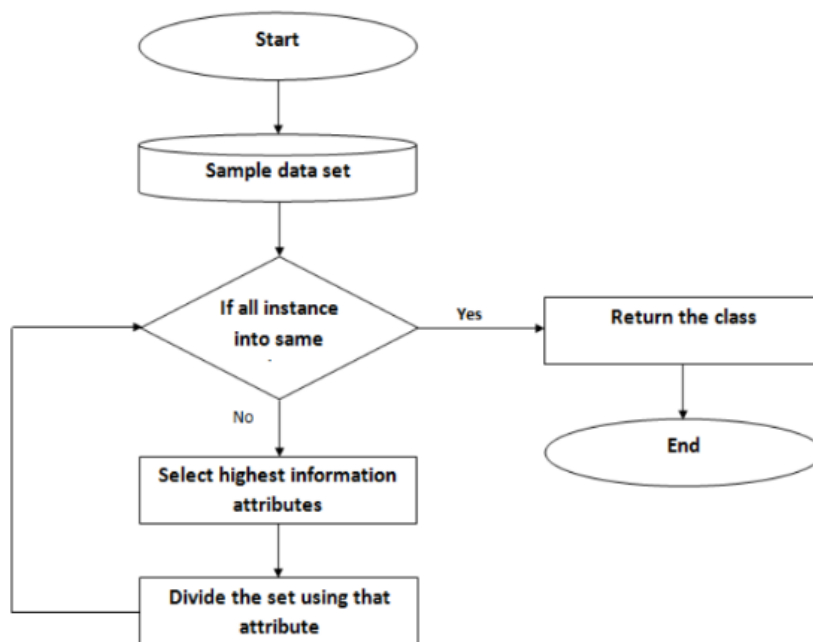 Start
Sample data set
If all instance
into same
Yes
Return the class
No
End
Select highest information
attributes
Divide the set using that
attribute